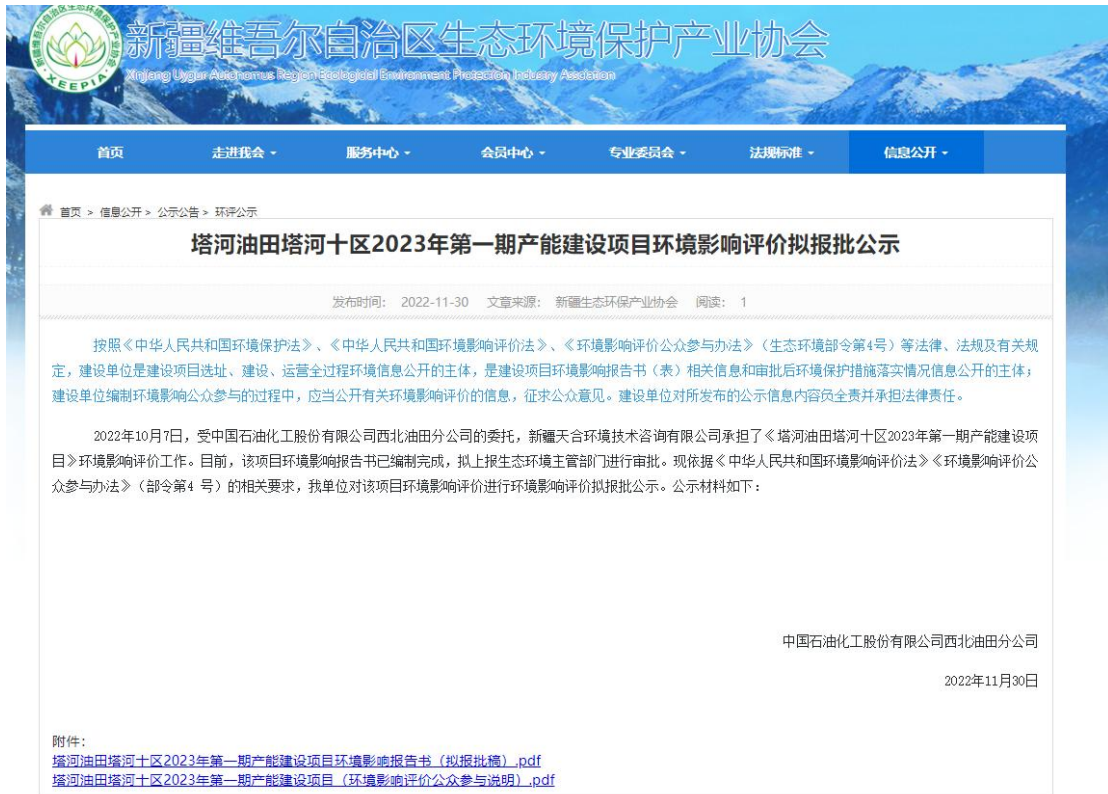 新疆维吾尔自治区生态环境保护产业协会
Xinjiang Uygur Autonomus Region Ecological Environment Protection Industry Assciation
XEEPIA
首页 走进我会 服务中心 会员中心 专业委员会 法规标准 信息公开
首页 > 信息公开 > 公示公告 > 环评公示
塔河油田塔河十区2023年第一期产能建设项目环境影响评价拟报批公示
发布时间: 2022-11-30 文章来源: 新疆生态环保产业协会 阅读: 1
按照《中华人民共和国环境保护法》、《中华人民共和国环境影响评价法》、《环境影响评价公众参与办法》（生态环境部令第4号）等法律、法规及有关规
定，建设单位是建设项目选址、建设、运营全过程环境信息公开的主体，是建设项目环境影响报告书（表）相关信息和审批后环境保护措施落实情况信息公开的主体；
建设单位编制环境影响公众参与的过程中，应当公开有关环境影响评价的信息，征求公众意见。建设单位对所发布的公示信息内容负全责并承担法律责任。
2022年10月7日，受中国石油化工股份有限公司西北油田分公司的委托，新疆天合环境技术咨询有限公司承担了《塔河油田塔河十区2023年第一期产能建设项
目》环境影响评价工作。目前，该项目环境影响报告书已编制完成，拟上报生态环境主管部门进行审批。现依据《中华人民共和国环境影响评价法》《环境影响评价公
众参与办法》（部令第4 号）的相关要求，我单位对该项目环境影响评价进行环境影响评价拟报批公示。公示材料如下：
中国石油化工股份有限公司西北油田分公司
2022年11月30日
附件：
塔河油田塔河十区2023年第一期产能建设项目环境影响报告书（拟报批稿）.pdf
塔河油田塔河十区2023年第一期产能建设项目（环境影响评价公众参与说明）.pdf